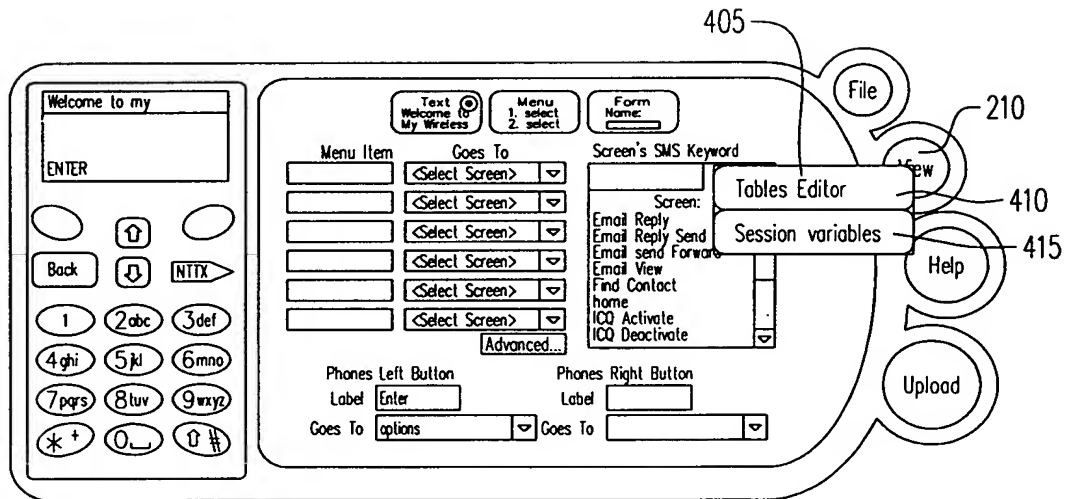 405
File
Welcome to my
ENTER
Text
Welcome to
My Wireless
Menu
1. select
2. select
Form
Name:
210
View
Menu Item
Goes To
Screen's SMS Keyword
<Select Screen>
<Select Screen>
<Select Screen>
<Select Screen>
<Select Screen>
<Select Screen>
Advanced...
Tables Editor
410
Session variables
415
Screen:
Email Reply
Email Reply Send
Email send Forward
Email View
Find Contact
home
ICQ Activate
ICQ Deactivate
Help
Back
NTTX
1
2abc
3def
4ghi
5jkl
6mno
7pqrs
8tuv
9wxyz
* +
0
#
Phones Left Button
Label
Enter
Goes To
options
Phones Right Button
Label
Goes To
Upload